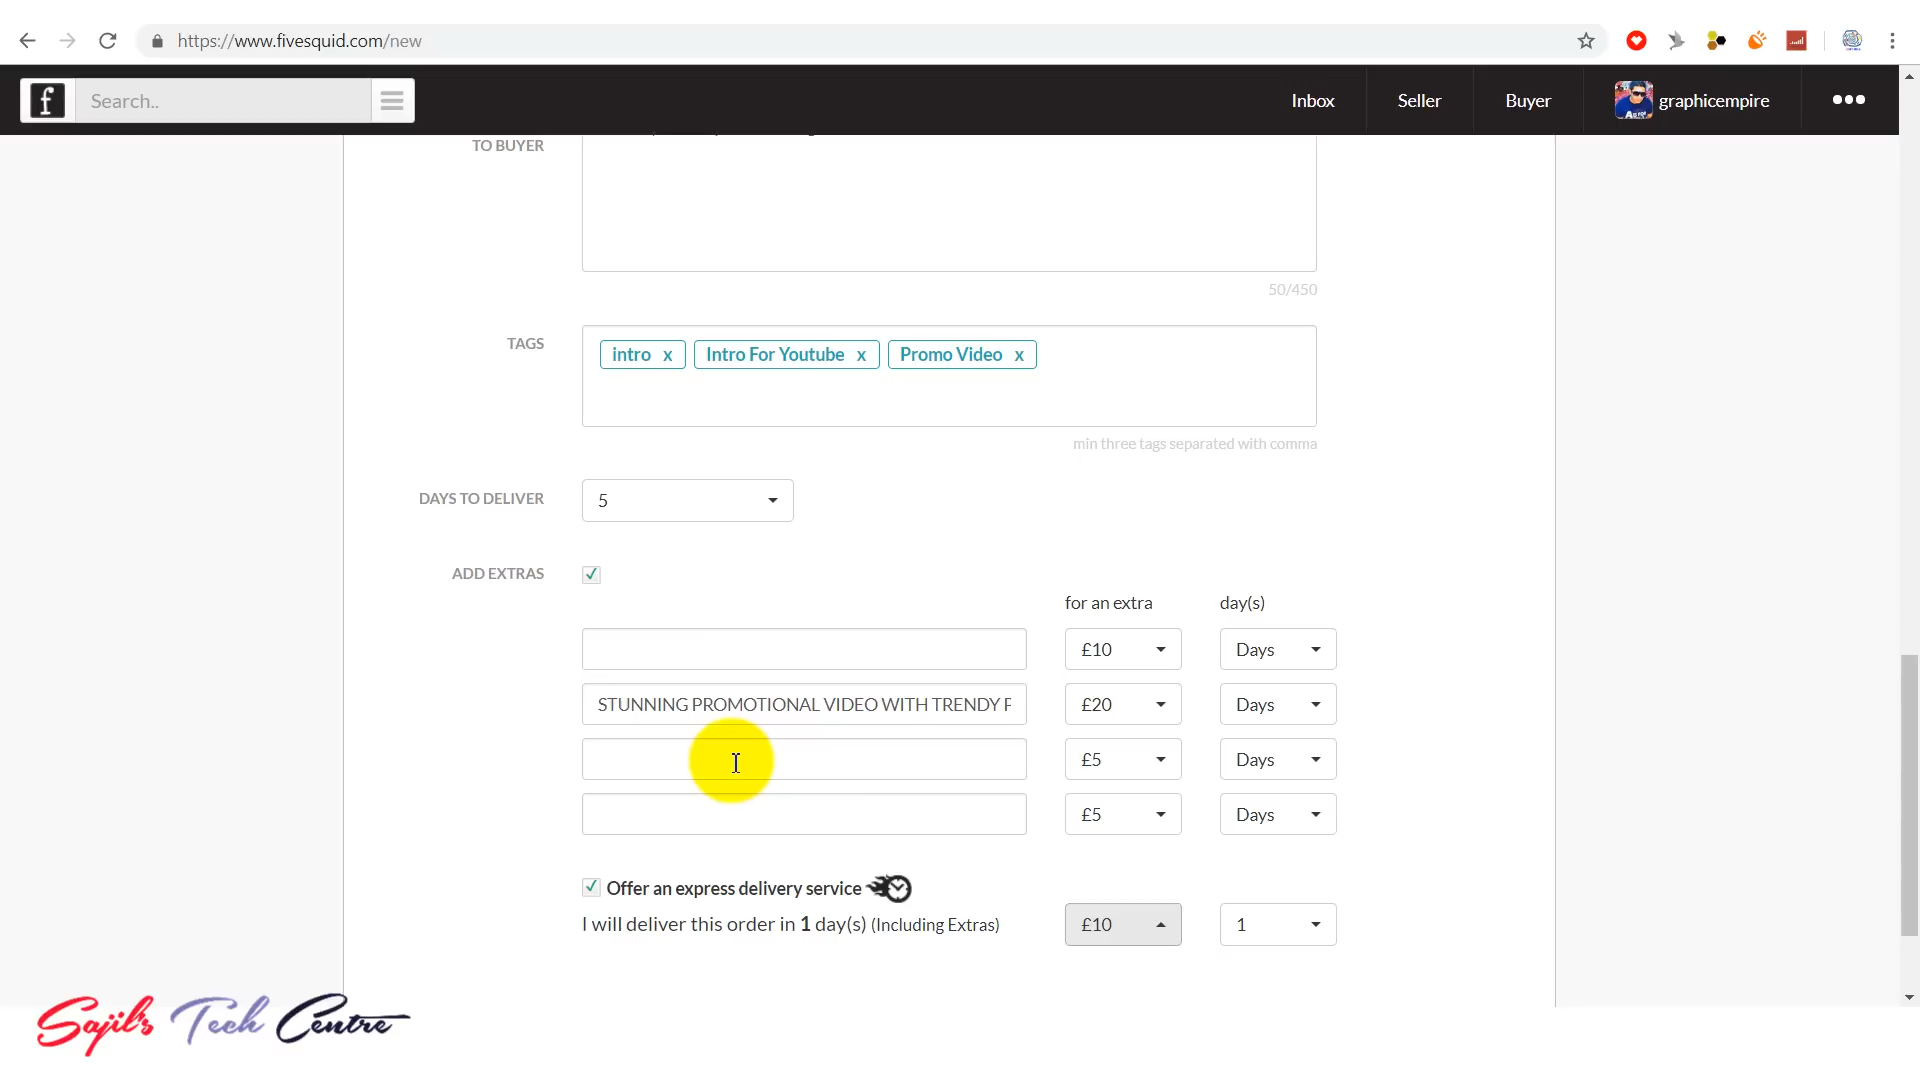 https://www.fivesquid.com/new
f Search.. Inbox Seller Buyer graphicempire
TO BUYER
50/450
TAGS intro x Intro For Youtube x Promo Video x
min three tags separated with comma
DAYS TO DELIVER 5
ADD EXTRAS
for an extra day(s)
£10 Days
STUNNING PROMOTIONAL VIDEO WITH TRENDY F £20 Days
£5 Days
£5 Days
Offer an express delivery service
I will deliver this order in 1 day(s) (Including Extras) £10 1
Sajil's Tech Centre